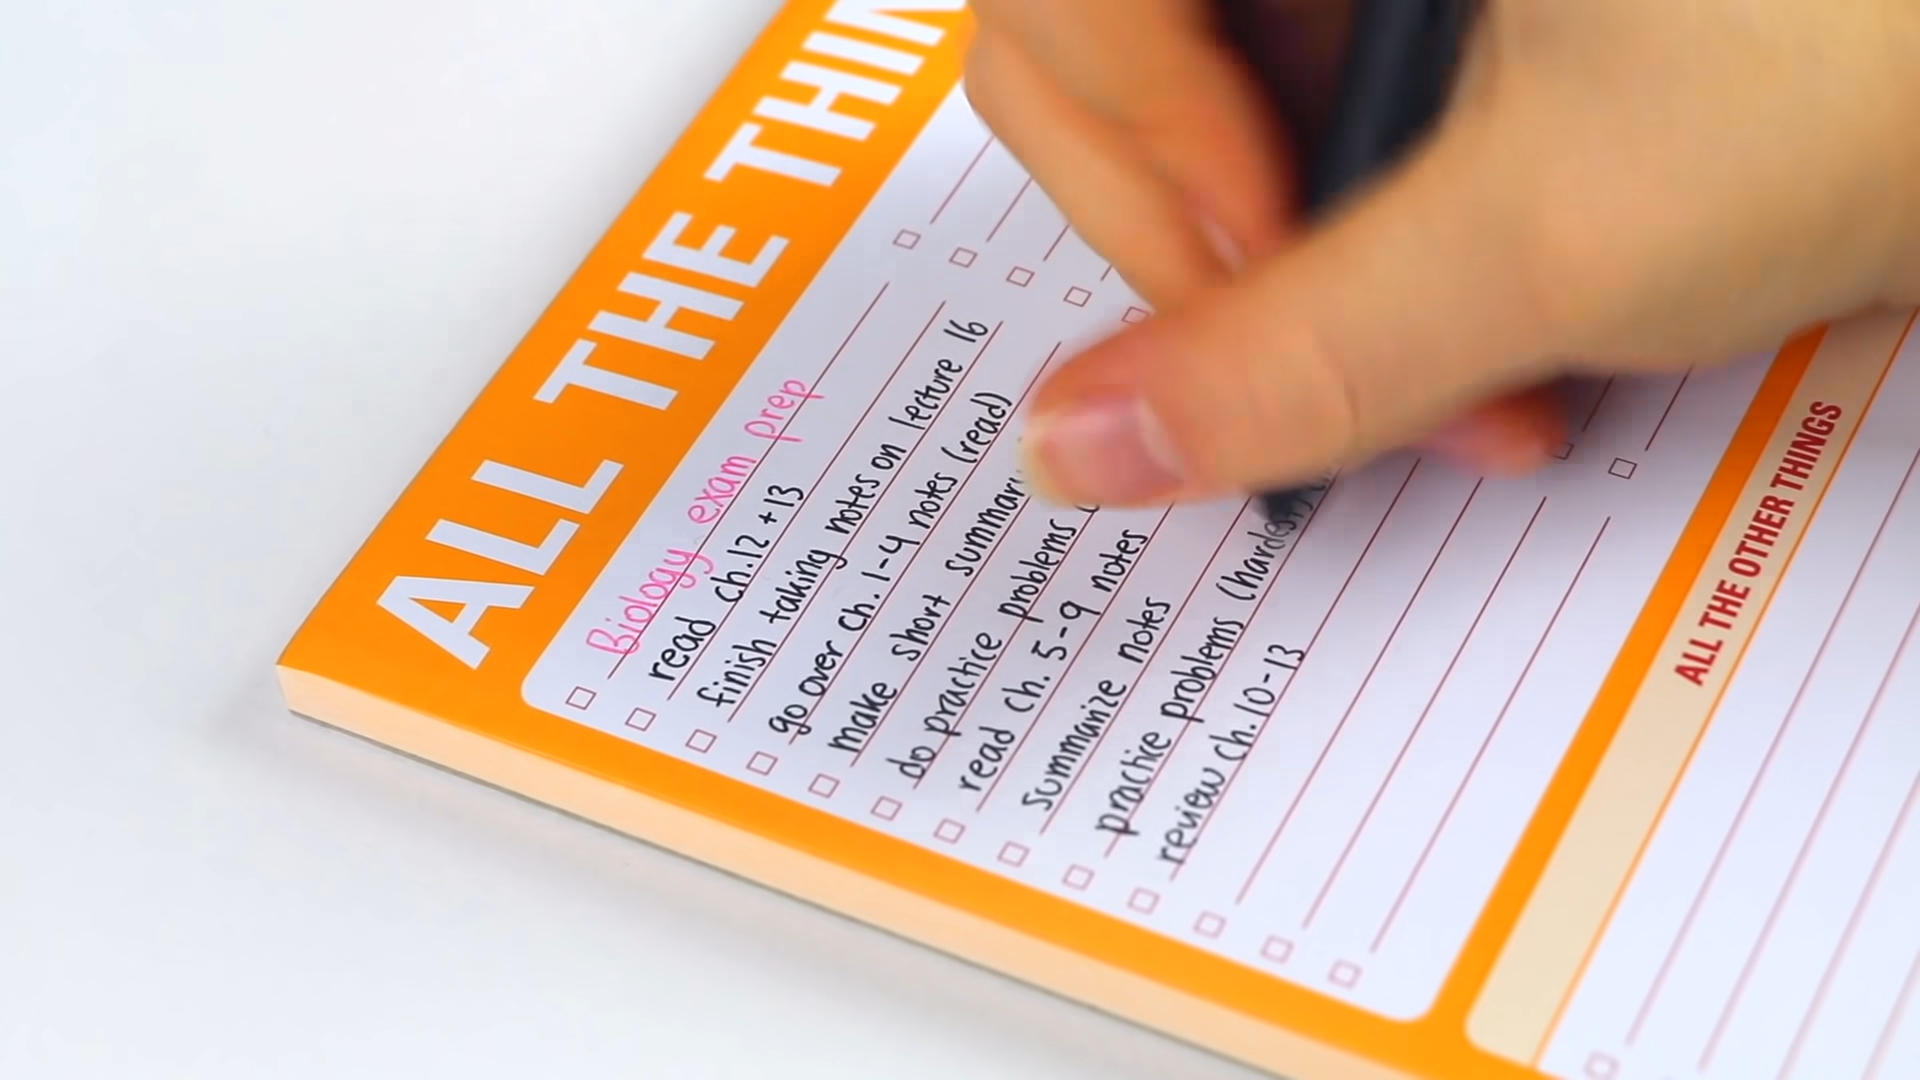 ALL THE THIN
Biology exam prep
read ch.12 + 13
finish taking notes on lecture 16
go over ch. 1-4 notes (read)
make short summari
do practice problems
read ch. 5-9 notes
summarize notes
practice problems (hardest
review ch.10-13
ALL THE OTHER THINGS